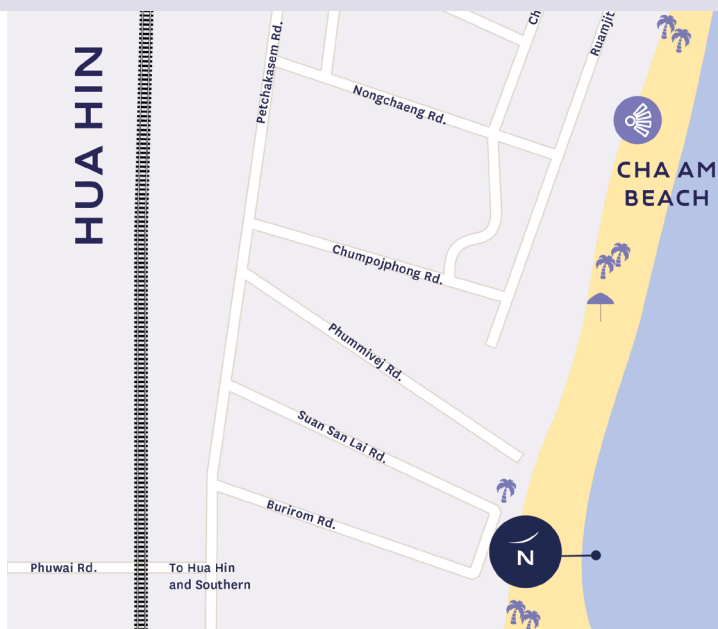 HUA HIN
Petchakasem Rd.
Nongchaeng Rd.
Ch
Ruamjit
CHA AM
BEACH
Chumpojphong Rd.
Phummivej Rd.
Suan San Lai Rd.
Burirom Rd.
N
Phuwai Rd.
To Hua Hin
and Southern